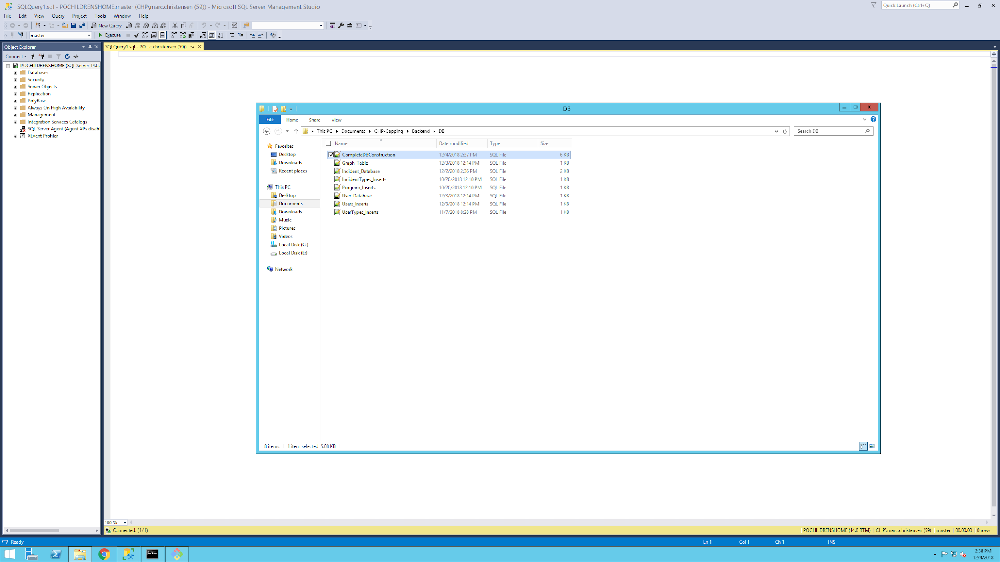 SQLQuery1.sql - POCHILDRENSHOME.master (CHP\marc.christensen (59)) - Microsoft SQL Server Management Studio
Quick Launch (Ctrl+Q)
File Edit View Query Project Tools Window Help
New Query
master Execute
Object Explorer
SQLQuery1.sql - PO...c.christensen (59))
Connect
POCHILDRENSHOME (SQL Server 14.0.
Databases
Security
Server Objects
Replication
PolyBase
Always On High Availability
Management
Integration Services Catalogs
SQL Server Agent (Agent XPs disabl
XEvent Profiler
DB
File Home Share View
This PC Documents CHP-Capping Backend DB
Search DB
Favorites
Desktop
Downloads
Recent places
This PC
Desktop
Documents
Downloads
Music
Pictures
Videos
Local Disk (C:)
Local Disk (E:)
Network
Name Date modified Type Size
CompleteDBConstruction 12/4/2018 2:37 PM SQL File 6 KB
Graph_Table 12/3/2018 12:14 PM SQL File 1 KB
Incident_Database 12/2/2018 2:36 PM SQL File 2 KB
IncidentTypes_Inserts 10/20/2018 12:10 PM SQL File 1 KB
Program_Inserts 10/20/2018 12:10 PM SQL File 1 KB
User_Database 12/3/2018 12:14 PM SQL File 1 KB
Users_Inserts 12/3/2018 12:14 PM SQL File 1 KB
UserTypes_Inserts 11/7/2018 8:28 PM SQL File 1 KB
8 items 1 item selected 5.08 KB
100 %
Connected. (1/1)
POCHILDRENSHOME (14.0 RTM) CHP\marc.christensen (59) master 00:00:00 0 rows
Ready
Ln 1 Col 1 Ch 1 INS
2:38 PM
12/4/2018